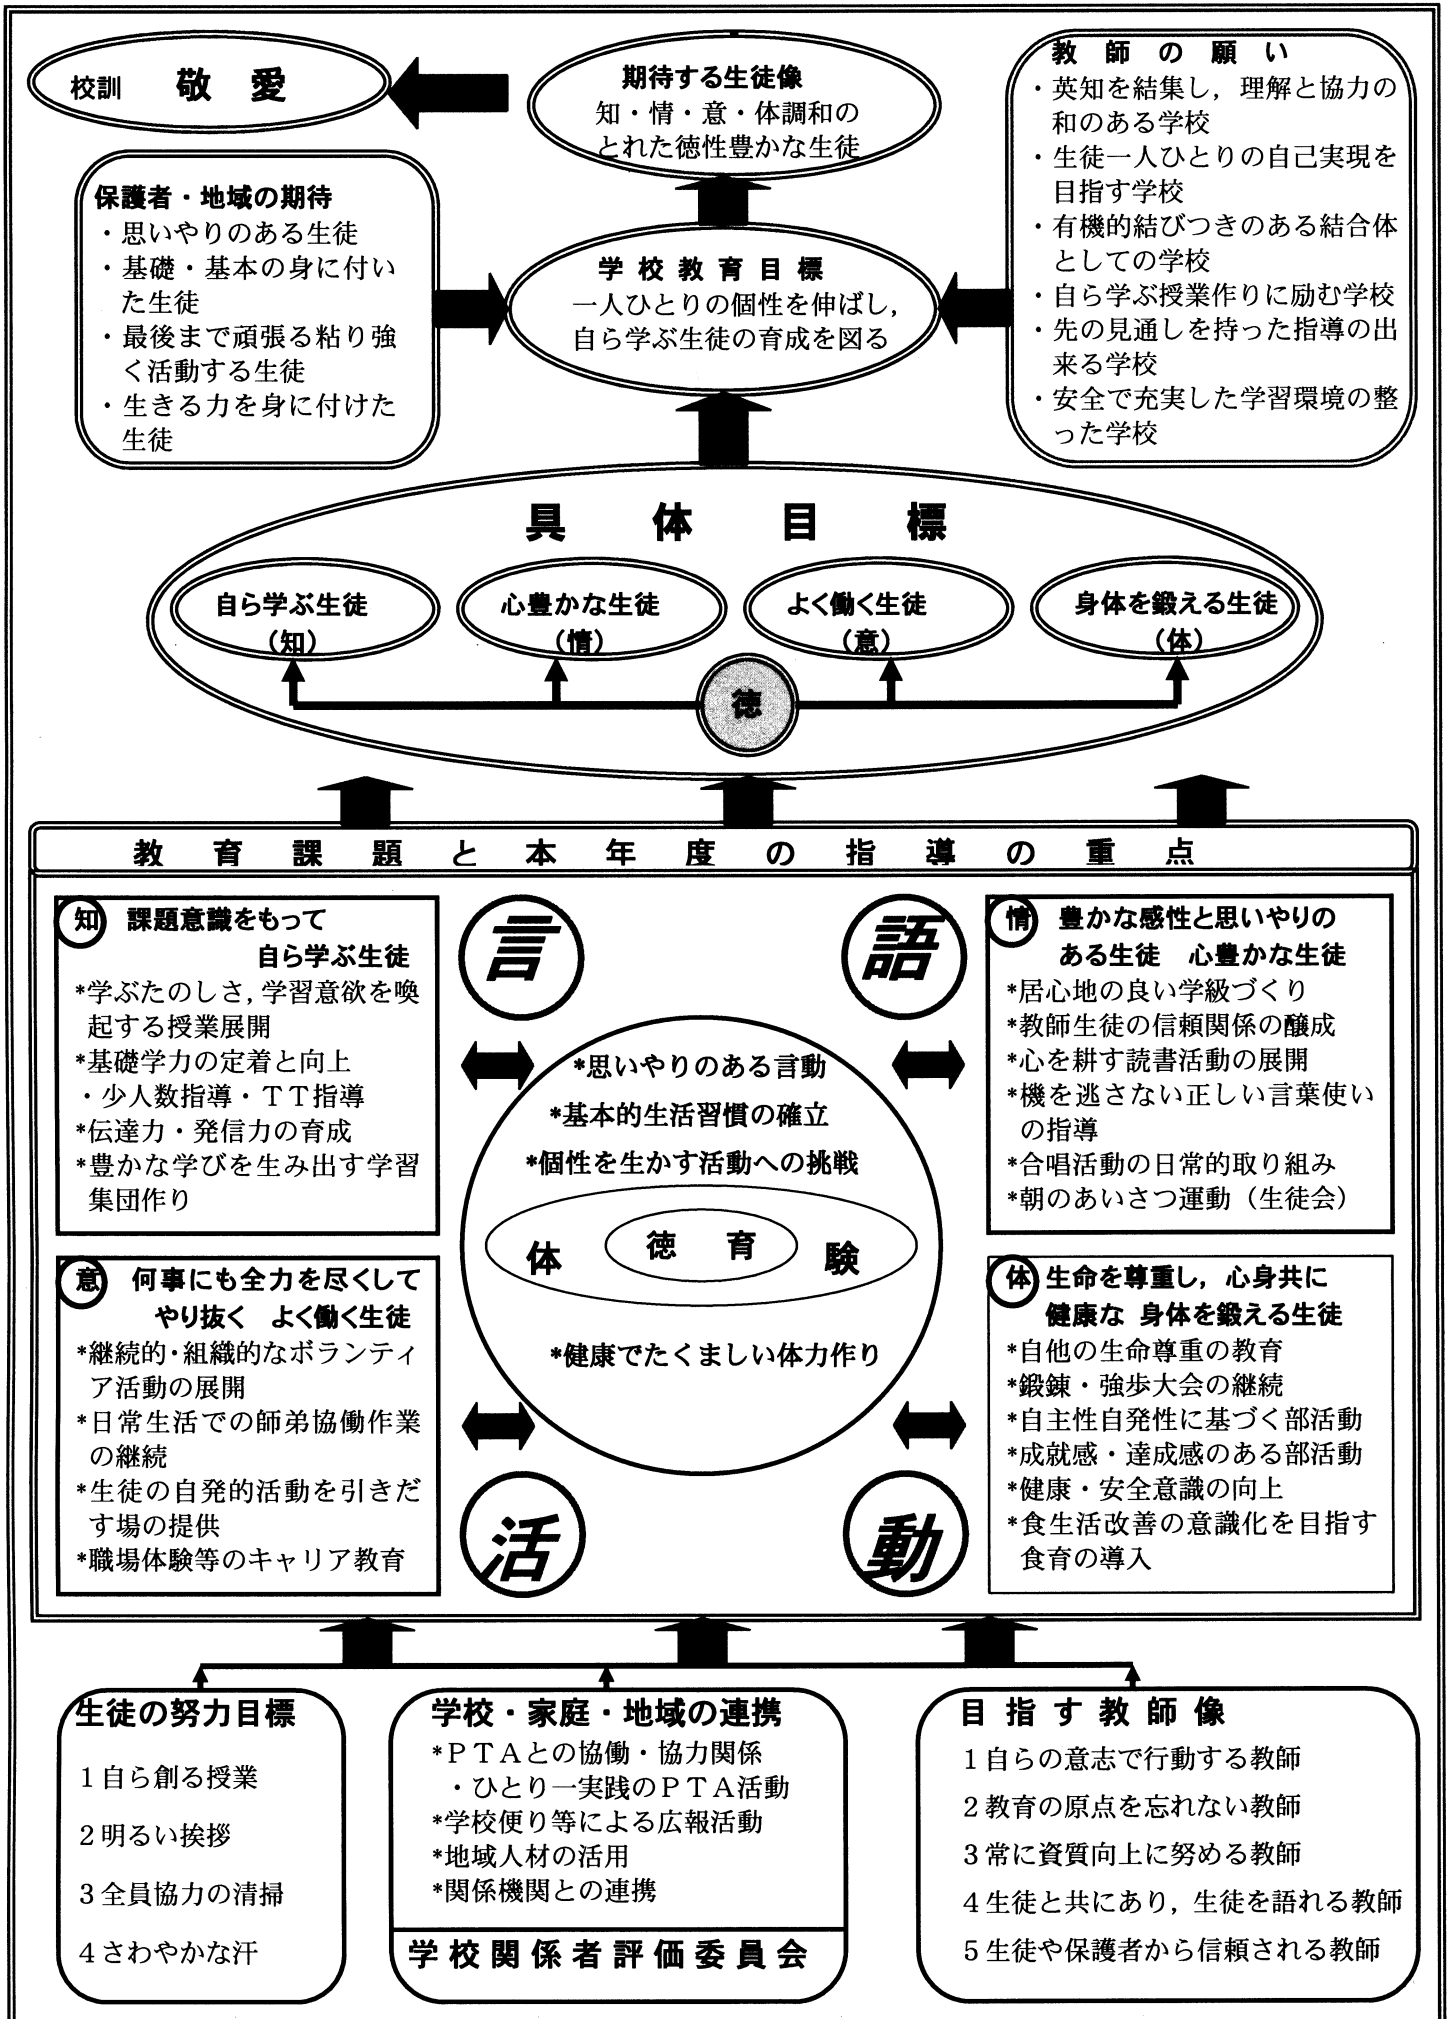 校訓　敬　愛
期待する生徒像
知・情・意・体調和の
とれた徳性豊かな生徒
教　師　の　願　い
・英知を結集し，理解と協力の
和のある学校
・生徒一人ひとりの自己実現を
目指す学校
・有機的結びつきのある結合体
としての学校
・自ら学ぶ授業作りに励む学校
・先の見通しを持った指導の出
来る学校
・安全で充実した学習環境の整
った学校
保護者・地域の期待
・思いやりのある生徒
・基礎・基本の身に付い
た生徒
・最後まで頑張る粘り強
く活動する生徒
・生きる力を身に付けた
生徒
学 校 教 育 目 標
一人ひとりの個性を伸ばし，
自ら学ぶ生徒の育成を図る
具　体　目　標
自ら学ぶ生徒
（知）
心豊かな生徒
（情）
よく働く生徒
（意）
身体を鍛える生徒
（体）
徳
教　育　課　題　と　本　年　度　の　指　導　の　重　点
知　課題意識をもって
自ら学ぶ生徒
*学ぶたのしさ，学習意欲を喚
起する授業展開
*基礎学力の定着と向上
・少人数指導・ＴＴ指導
*伝達力・発信力の育成
*豊かな学びを生み出す学習
集団作り
言
語
情　豊かな感性と思いやりの
ある生徒　心豊かな生徒
*居心地の良い学級づくり
*教師生徒の信頼関係の醸成
*心を耕す読書活動の展開
*機を逃さない正しい言葉使い
の指導
*合唱活動の日常的取り組み
*朝のあいさつ運動（生徒会）
*思いやりのある言動
*基本的生活習慣の確立
*個性を生かす活動への挑戦
体　徳　育　験
*健康でたくましい体力作り
意　何事にも全力を尽くして
やり抜く　よく働く生徒
*継続的・組織的なボランティ
ア活動の展開
*日常生活での師弟協働作業
の継続
*生徒の自発的活動を引きだ
す場の提供
*職場体験等のキャリア教育
活
動
体　生命を尊重し，心身共に
健康な 身体を鍛える生徒
*自他の生命尊重の教育
*鍛錬・強歩大会の継続
*自主性自発性に基づく部活動
*成就感・達成感のある部活動
*健康・安全意識の向上
*食生活改善の意識化を目指す
食育の導入
生徒の努力目標
１自ら創る授業
２明るい挨拶
３全員協力の清掃
４さわやかな汗
学校・家庭・地域の連携
*ＰＴＡとの協働・協力関係
・ひとり一実践のＰＴＡ活動
*学校便り等による広報活動
*地域人材の活用
*関係機関との連携
学校関係者評価委員会
目 指 す 教 師 像
１自らの意志で行動する教師
２教育の原点を忘れない教師
３常に資質向上に努める教師
４生徒と共にあり，生徒を語れる教師
５生徒や保護者から信頼される教師